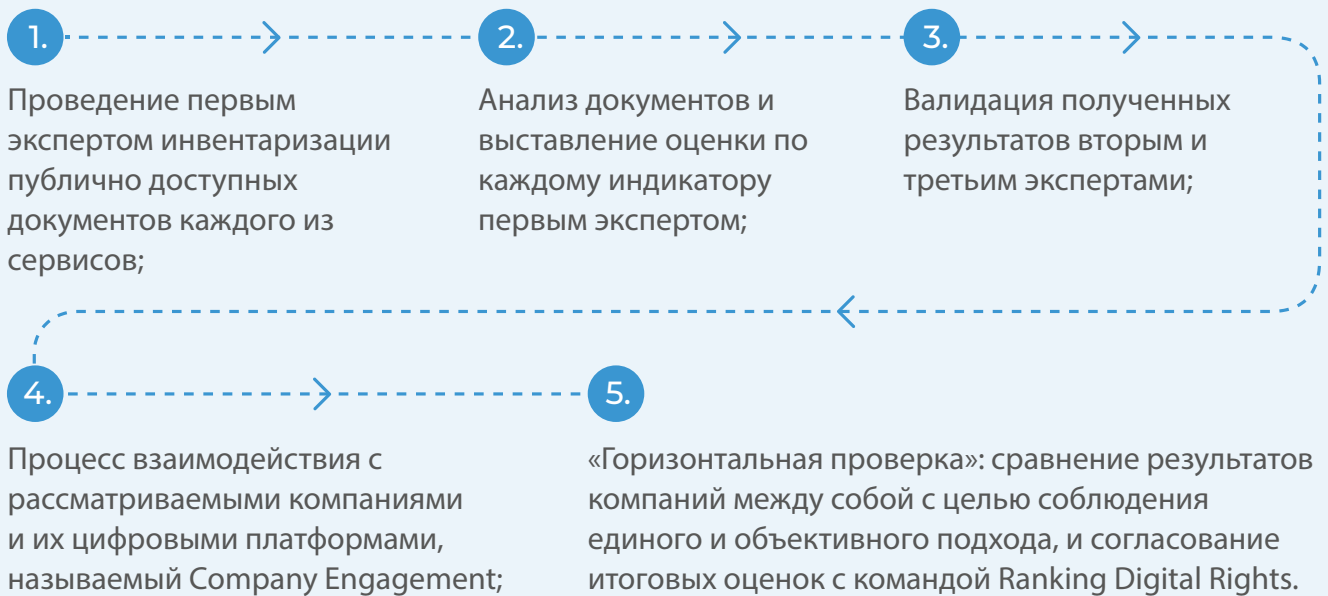 1.
Проведение первым
экспертом инвентаризации
публично доступных
документов каждого из
сервисов;
2.
Анализ документов и
выставление оценки по
каждому индикатору
первым экспертом;
3.
Валидация полученных
результатов вторым и
третьим экспертами;
4.
Процесс взаимодействия с
рассматриваемыми компаниями
и их цифровыми платформами,
называемый Company Engagement;
5.
«Горизонтальная проверка»: сравнение результатов
компаний между собой с целью соблюдения
единого и объективного подхода, и согласование
итоговых оценок с командой Ranking Digital Rights.